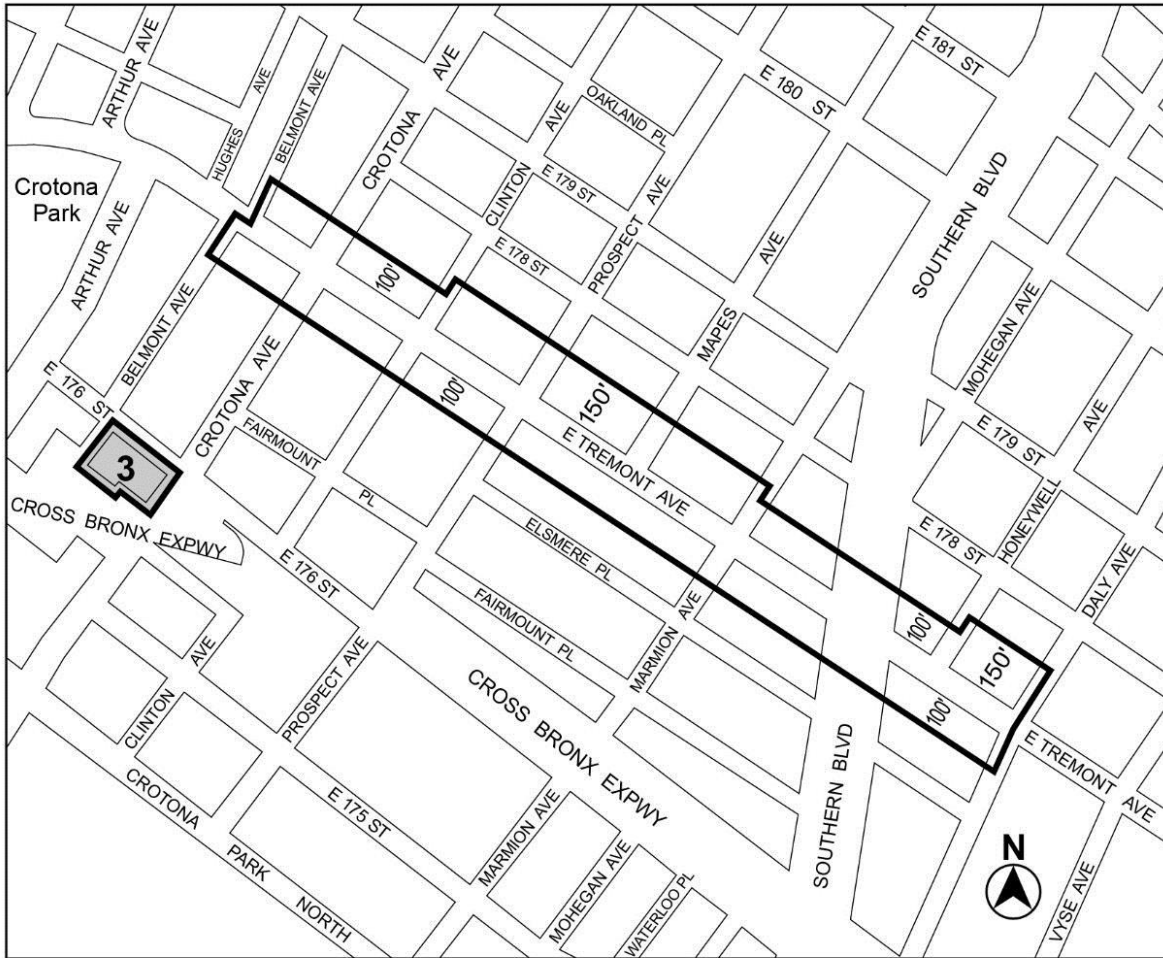 E 181 ST
ARTHUR AVE
AVE
E 180 ST
HUGHES AVE
BELMONT AVE
OAKLAND PL
CROTONA AVE
CLINTON AVE
E 179 ST
Crotona
Park
PROSPECT AVE
SOUTHERN BLVD
ARTHUR AVE
E 178 ST
100'
MAPES AVE
MOHEGAN AVE
BELMONT AVE
CROTONA AVE
E 176 ST
100'
150'
E TREMONT AVE
E 179 ST
FAIRMOUNT PL
3
CROSS BRONX EXPWY
E 176 ST
ELSMERE PL
FAIRMOUNT PL
MARMION AVE
E 178 ST
HONEYWELL AVE
DALY AVE
100'
150'
100'
CLINTON
PROSPECT AVE
CROSS BRONX EXPWY
SOUTHERN BLVD
E TREMONT AVE
CROTONA PARK NORTH
E 175 ST
MARMION AVE
MOHEGAN AVE
WATERLOO PL
N
VYSE AVE